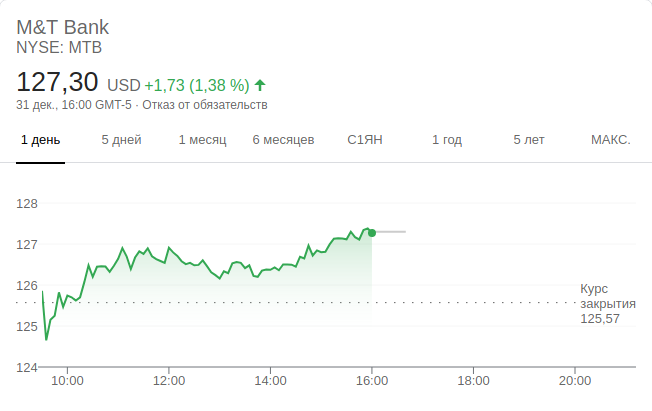 M&T Bank
NYSE: MTB
127,30 USD +1,73 (1,38 %)
31 дек., 16:00 GMT-5 · Отказ от обязательств
1 день 5 дней 1 месяц 6 месяцев С1ЯН 1 год 5 лет МАКС.
128
127
126
125
124
Курс
закрытия
125,57
10:00 12:00 14:00 16:00 18:00 20:00